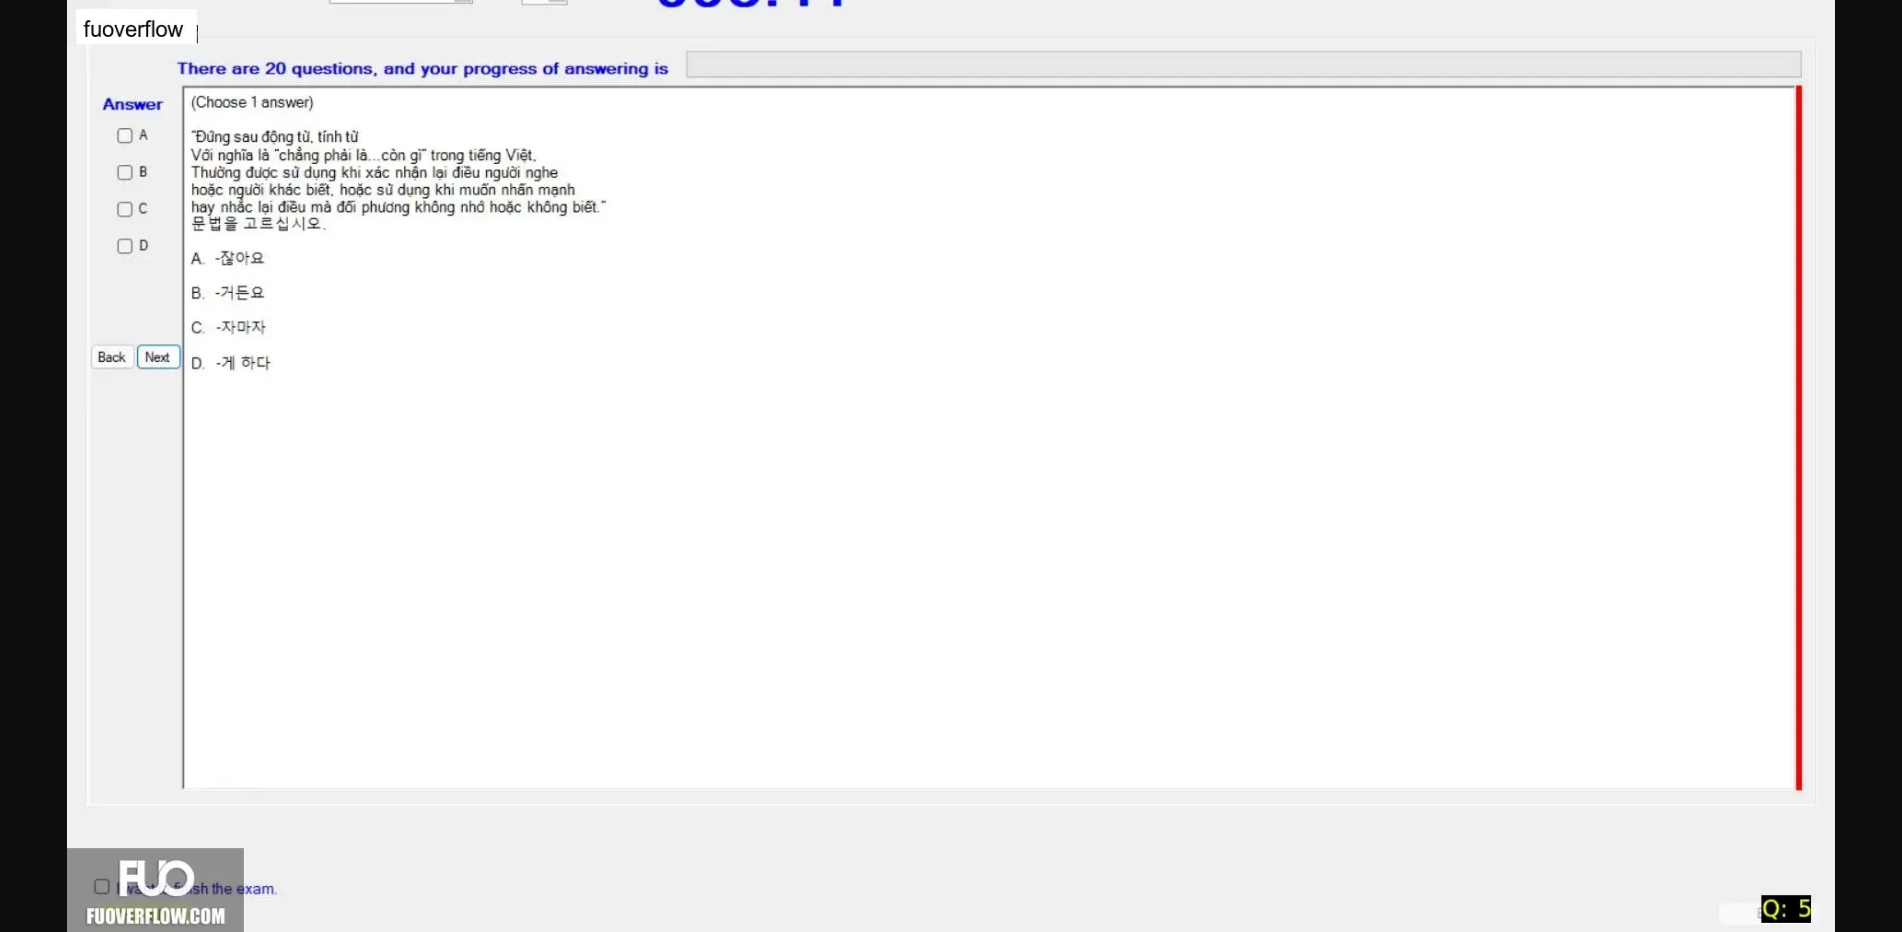 fuoverflow
There are 20 questions, and your progress of answering is
Answer
(Choose 1 answer)
A
B
C
D
"Đứng sau động từ, tính từ
Với nghĩa là "chẳng phải là...còn gì" trong tiếng Việt,
Thường được sử dụng khi xác nhận lại điều người nghe
hoặc người khác biết, hoặc sử dụng khi muốn nhấn mạnh
hay nhắc lại điều mà đối phương không nhớ hoặc không biết."
문법을 고르십시오.
A. -잖아요
B. -거든요
C. -자마자
D. -게 하다
Back
Next
FUO
the exam.
FUOVERFLOW.COM
Q: 5